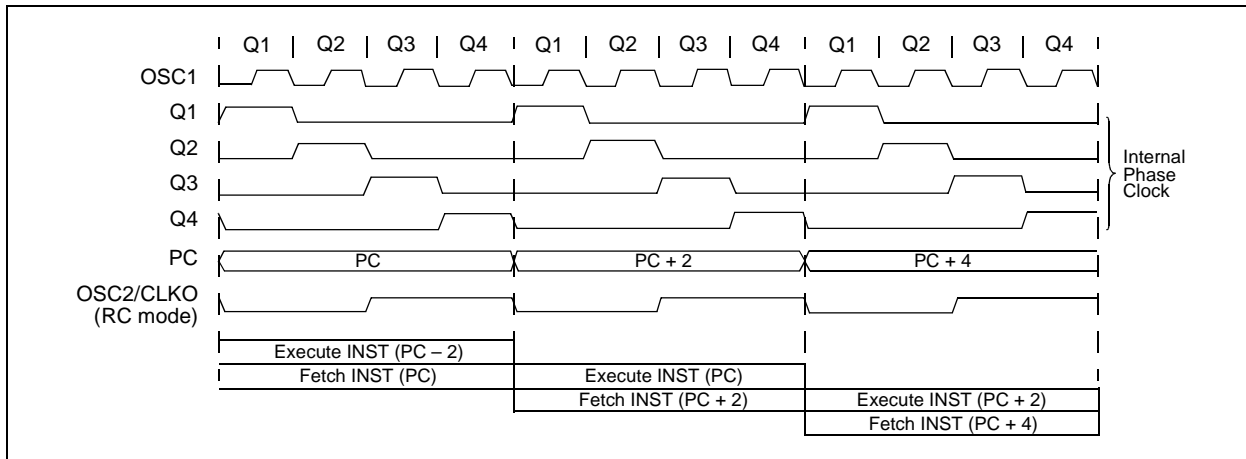 Q1 Q2 Q3 Q4 Q1 Q2 Q3 Q4 Q1 Q2 Q3 Q4
OSC1
Q1
Q2
Q3
Q4
Internal
Phase
Clock
PC PC PC + 2 PC + 4
OSC2/CLKO
(RC mode)
Execute INST (PC – 2)
Fetch INST (PC) Execute INST (PC)
Fetch INST (PC + 2) Execute INST (PC + 2)
Fetch INST (PC + 4)